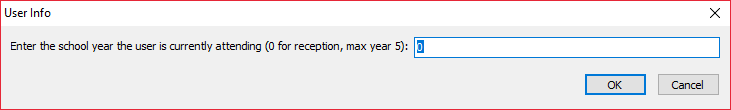 User Info
Enter the school year the user is currently attending (0 for reception, max year 5): 0
OK Cancel